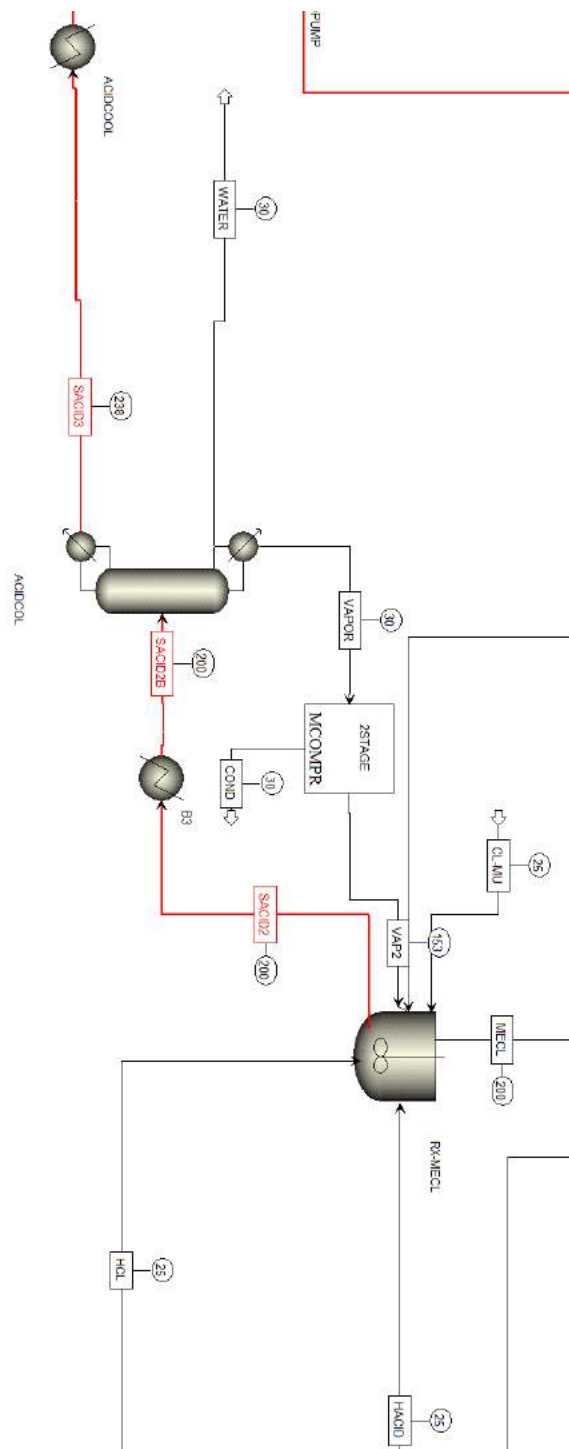 25
CL-MU
MECL
200
25
HACID
153
VAP2
RX-MECL
30
VAPOR
2STAGE
MCOMPR
PUMP
30
WATER
30
COND
SACID2
200
200
SACID2B
B3
25
HCL
238
SACID3
ACIDCOOL
ACIDCOL